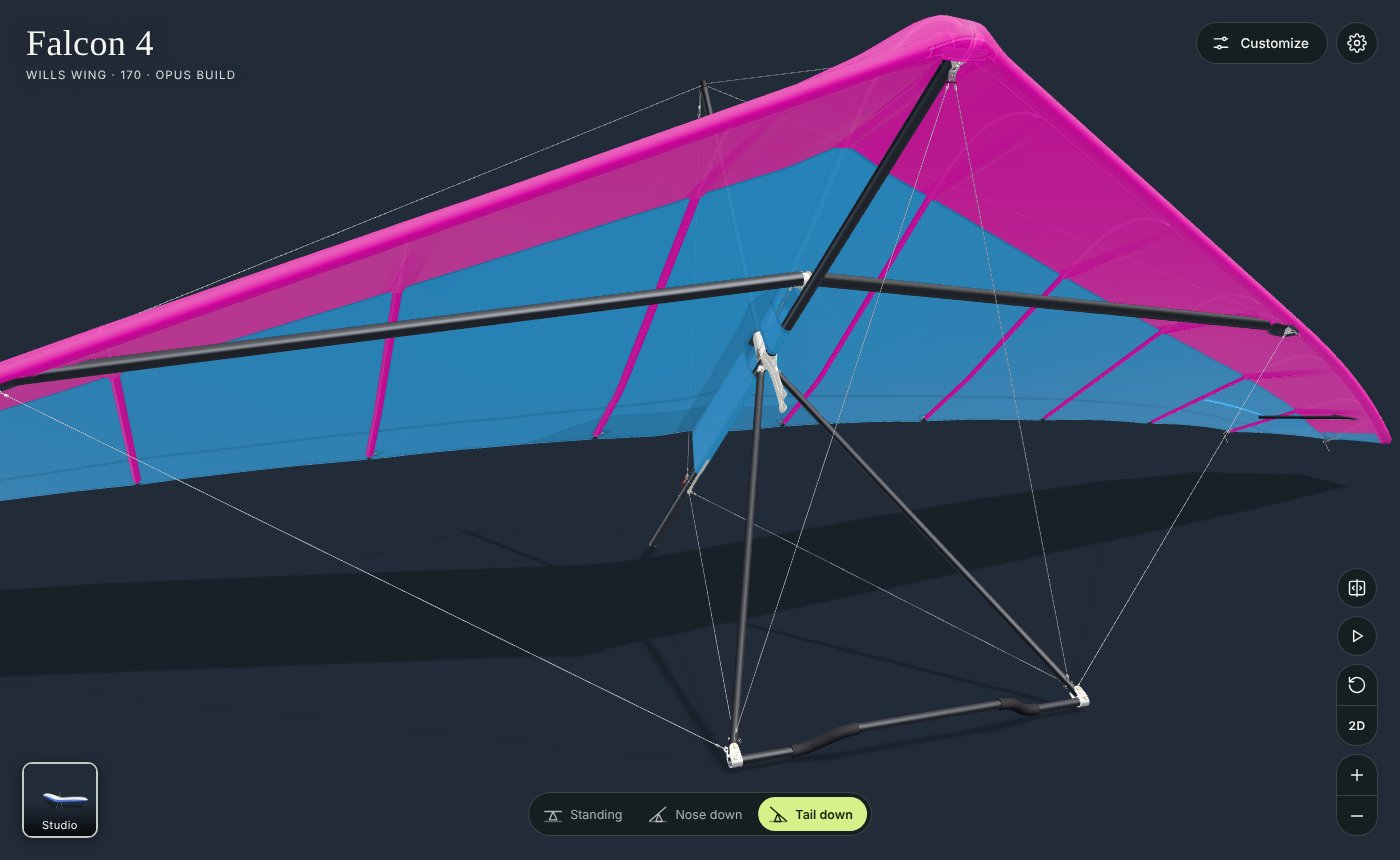 Falcon 4
WILLS WING · 170 · OPUS BUILD
Customize
2D
Studio
Standing
Nose down
Tail down